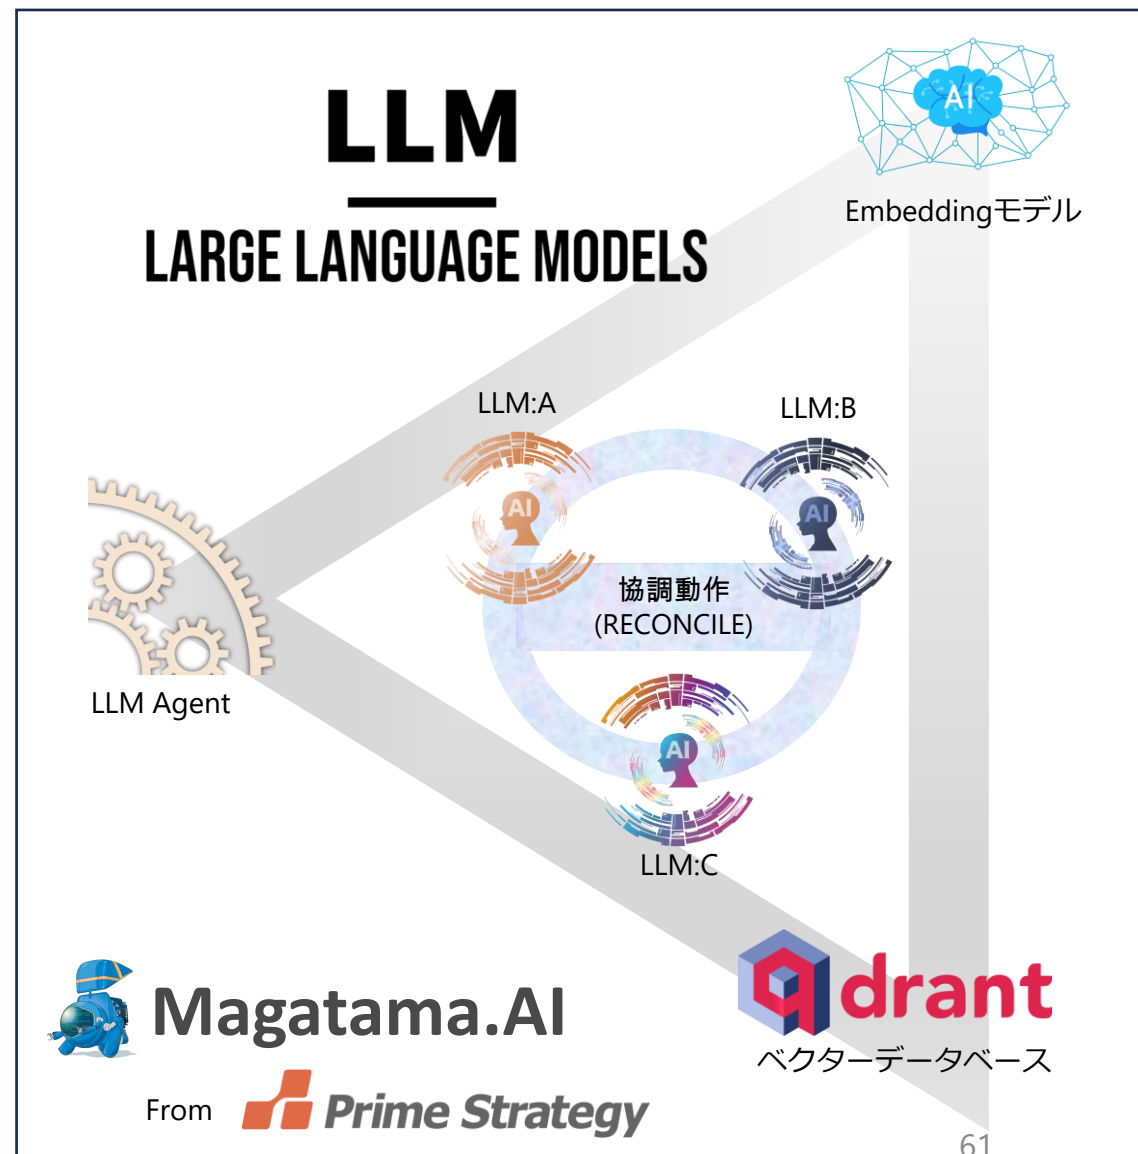 LLM
LARGE LANGUAGE MODELS
AI
Embeddingモデル
LLM:A
LLM:B
AI
AI
協調動作
(RECONCILE)
LLM Agent
AI
LLM:C
Magatama.AI
qdrant
ベクターデータベース
From Prime Strategy
61